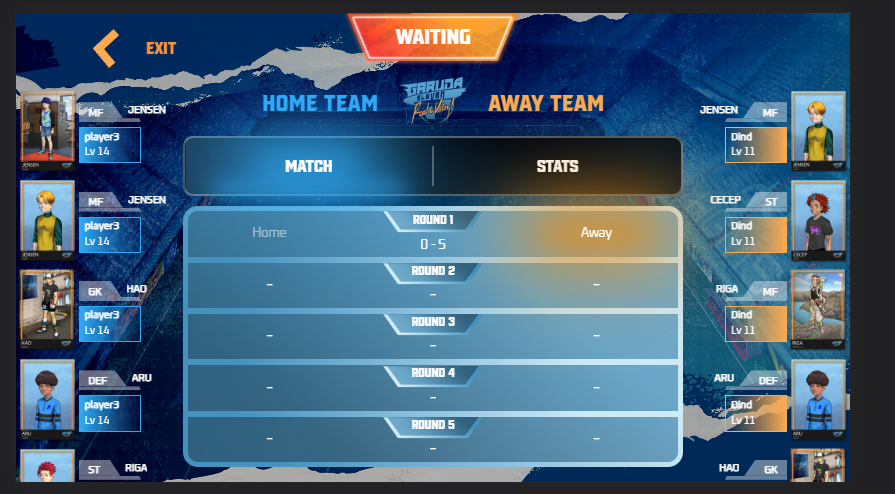 WAITING
EXIT
HOME TEAM
GARUDA
AWAY TEAM
MATCH
STATS
MF JENSEN
player3
Lv 14
MF JENSEN
player3
Lv 14
GK HAO
player3
Lv 14
DEF ARU
player3
Lv 14
ST RIGA
Home
ROUND 1
0 - 5
Away
-
ROUND 2
-
-
-
ROUND 3
-
-
-
ROUND 4
-
-
-
ROUND 5
-
-
JENSEN MF
Dind
Lv 11
CECEP ST
Dind
Lv 11
RIGA MF
Dind
Lv 11
ARU DEF
Dind
Lv 11
HAO GK
JENSEN
JENSEN
HAO
ARU
JENSEN
CECEP
RIGA
ARU